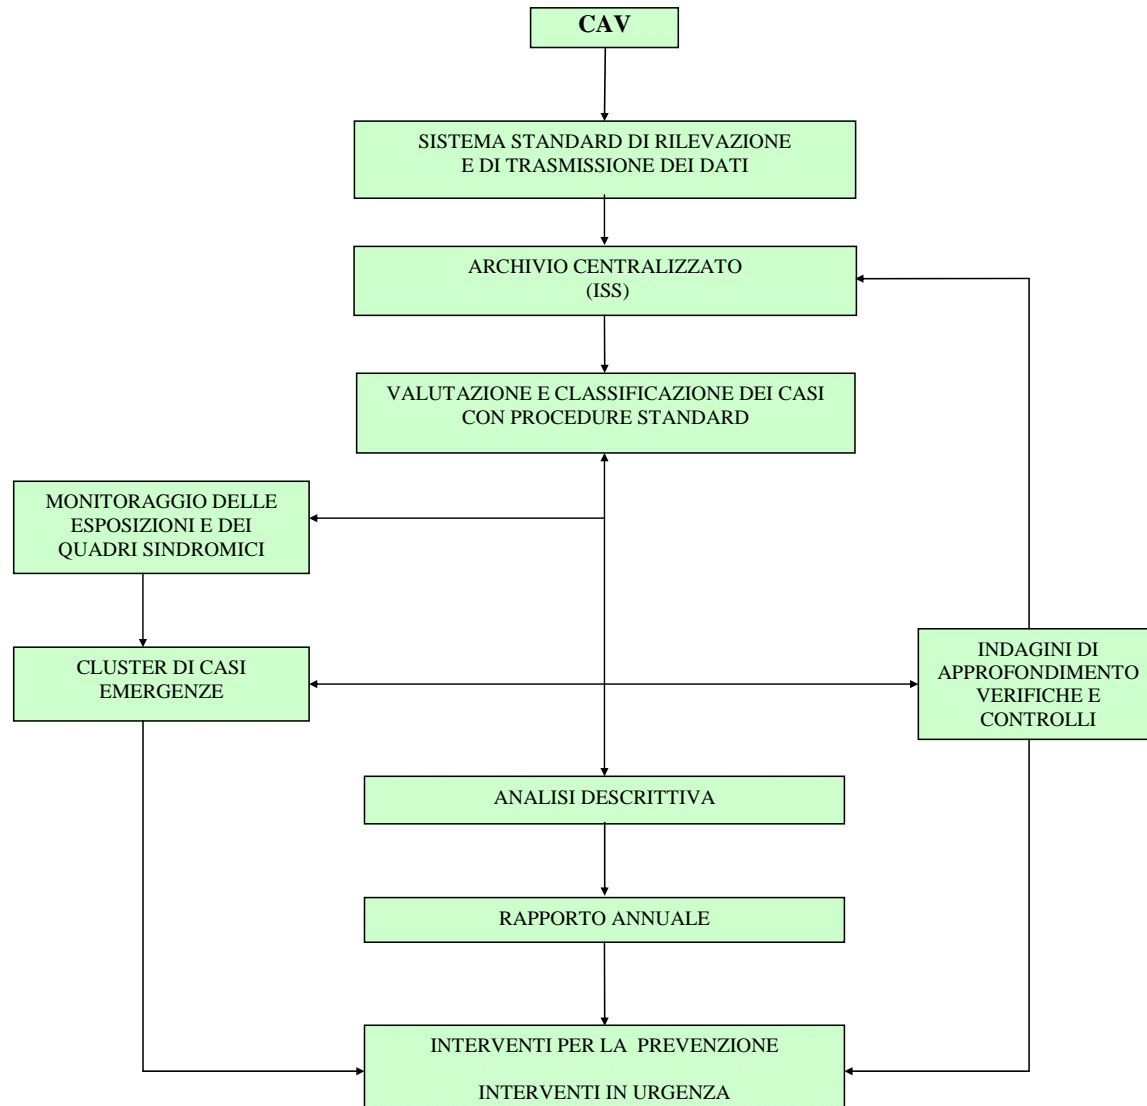 CAV
SISTEMA STANDARD DI RILEVAZIONE
E DI TRASMISSIONE DEI DATI
ARCHIVIO CENTRALIZZATO
(ISS)
VALUTAZIONE E CLASSIFICAZIONE DEI CASI
CON PROCEDURE STANDARD
MONITORAGGIO DELLE
ESPOSIZIONI E DEI
QUADRI SINDROMICI
CLUSTER DI CASI
EMERGENZE
INDAGINI DI
APPROFONDIMENTO
VERIFICHE E
CONTROLLI
ANALISI DESCRITTIVA
RAPPORTO ANNUALE
INTERVENTI PER LA PREVENZIONE
INTERVENTI IN URGENZA